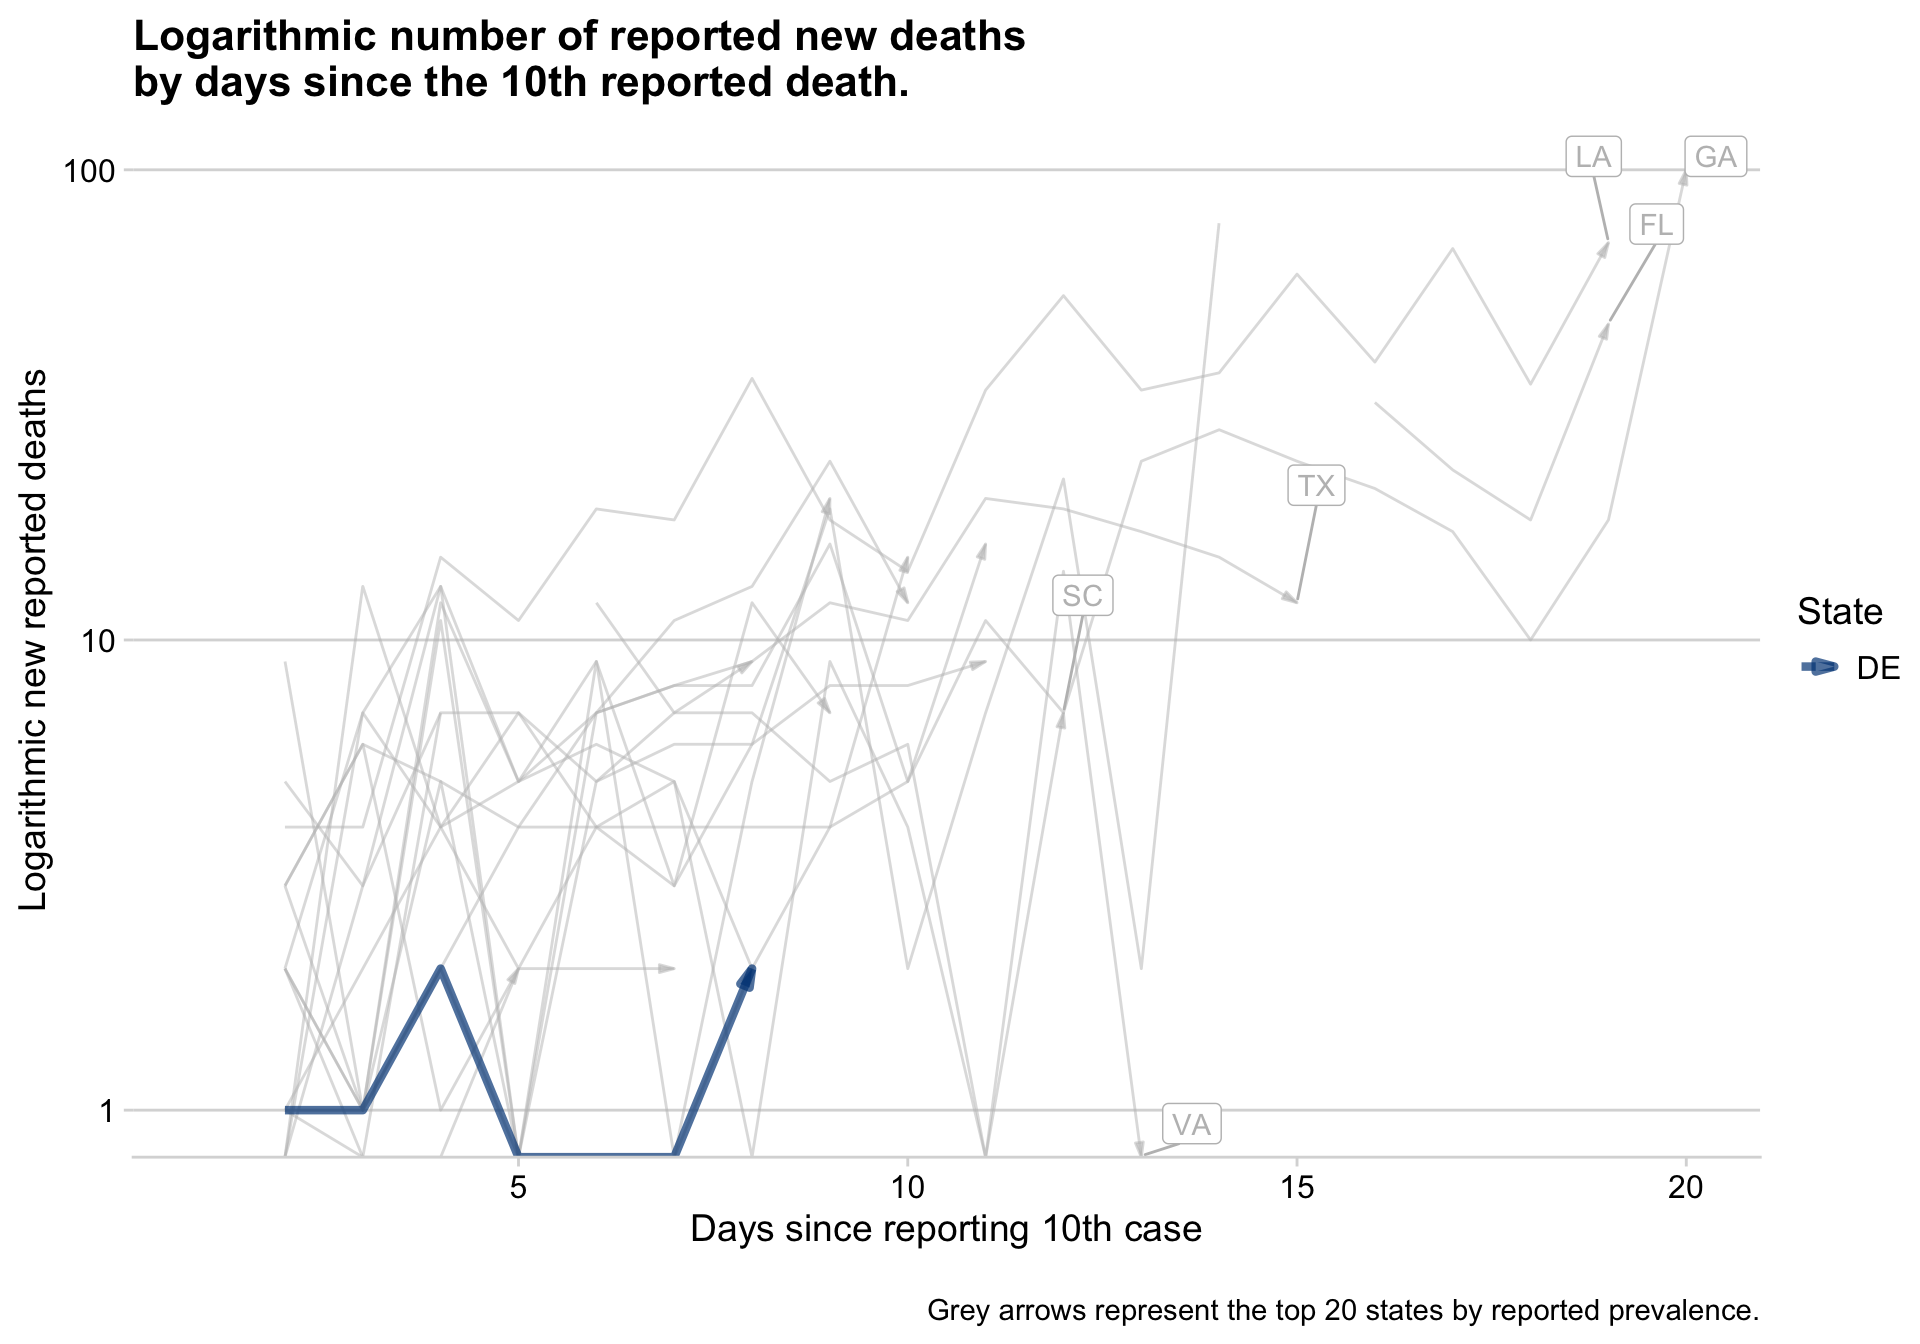 Logarithmic number of reported new deaths
by days since the 10th reported death.
100
10
1
Logarithmic new reported deaths
LA
GA
FL
TX
SC
VA
State
DE
5
10
15
20
Days since reporting 10th case
Grey arrows represent the top 20 states by reported prevalence.